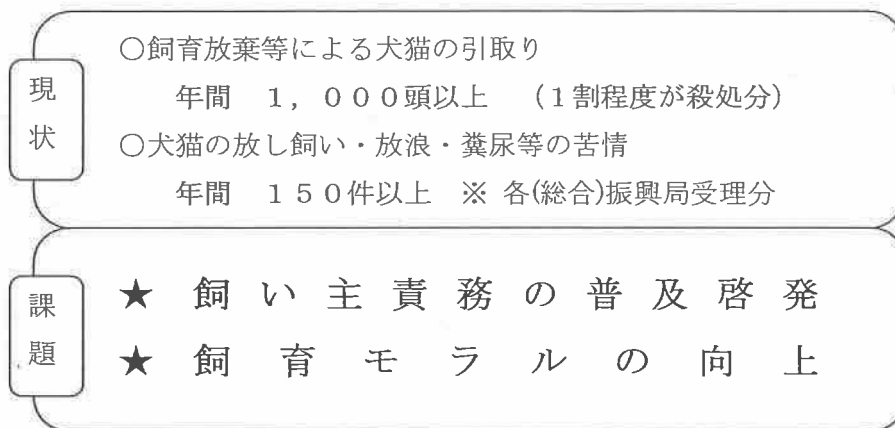 現状
○飼育放棄等による犬猫の引取り
年間 １，０００頭以上 （１割程度が殺処分）
○犬猫の放し飼い・放浪・糞尿等の苦情
年間 １５０件以上 ※ 各(総合)振興局受理分
課題
★ 飼い主責務の普及啓発
★ 飼育モラルの向上